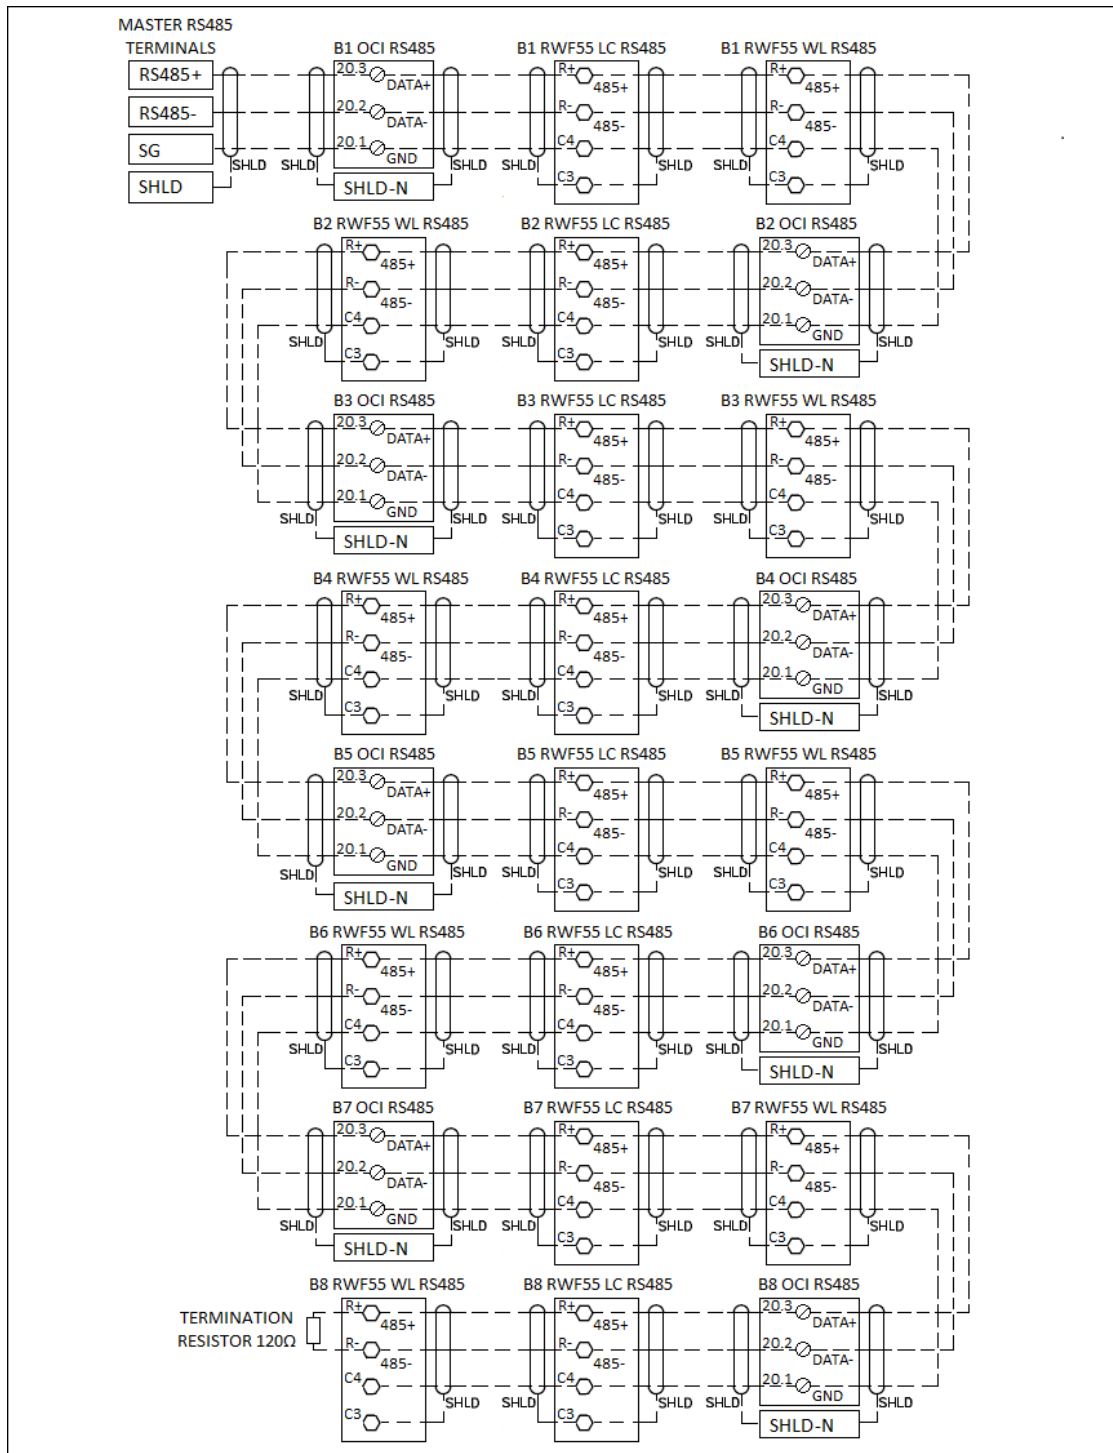 MASTER RS485
TERMINALS
B1 OCI RS485 B1 RWF55 LC RS485 B1 RWF55 WL RS485
RS485+ 20.3 DATA+ R+ 485+ R+ 485+
RS485- 20.2 DATA- R- 485- R- 485-
SG 20.1 GND C4 C4
SHLD SHLD SHLD SHLD SHLD SHLD SHLD
SHLD SHLD-N C3 C3
B2 RWF55 WL RS485 B2 RWF55 LC RS485 B2 OCI RS485
R+ 485+ R+ 485+ 20.3 DATA+
R- 485- R- 485- 20.2 DATA-
C4 C4 20.1 GND
SHLD SHLD SHLD SHLD SHLD SHLD
C3 C3 SHLD-N
B3 OCI RS485 B3 RWF55 LC RS485 B3 RWF55 WL RS485
20.3 DATA+ R+ 485+ R+ 485+
20.2 DATA- R- 485- R- 485-
20.1 GND C4 C4
SHLD SHLD SHLD SHLD SHLD SHLD
SHLD-N C3 C3
B4 RWF55 WL RS485 B4 RWF55 LC RS485 B4 OCI RS485
R+ 485+ R+ 485+ 20.3 DATA+
R- 485- R- 485- 20.2 DATA-
C4 C4 20.1 GND
SHLD SHLD SHLD SHLD SHLD SHLD
C3 C3 SHLD-N
B5 OCI RS485 B5 RWF55 LC RS485 B5 RWF55 WL RS485
20.3 DATA+ R+ 485+ R+ 485+
20.2 DATA- R- 485- R- 485-
20.1 GND C4 C4
SHLD SHLD SHLD SHLD SHLD SHLD
SHLD-N C3 C3
B6 RWF55 WL RS485 B6 RWF55 LC RS485 B6 OCI RS485
R+ 485+ R+ 485+ 20.3 DATA+
R- 485- R- 485- 20.2 DATA-
C4 C4 20.1 GND
SHLD SHLD SHLD SHLD SHLD SHLD
C3 C3 SHLD-N
B7 OCI RS485 B7 RWF55 LC RS485 B7 RWF55 WL RS485
20.3 DATA+ R+ 485+ R+ 485+
20.2 DATA- R- 485- R- 485-
20.1 GND C4 C4
SHLD SHLD SHLD SHLD SHLD SHLD
SHLD-N C3 C3
B8 RWF55 WL RS485 B8 RWF55 LC RS485 B8 OCI RS485
TERMINATION R+ 485+ R+ 485+ 20.3 DATA+
RESISTOR 120Ω R- 485- R- 485- 20.2 DATA-
C4 C4 20.1 GND
SHLD SHLD SHLD SHLD SHLD
C3 C3 SHLD-N